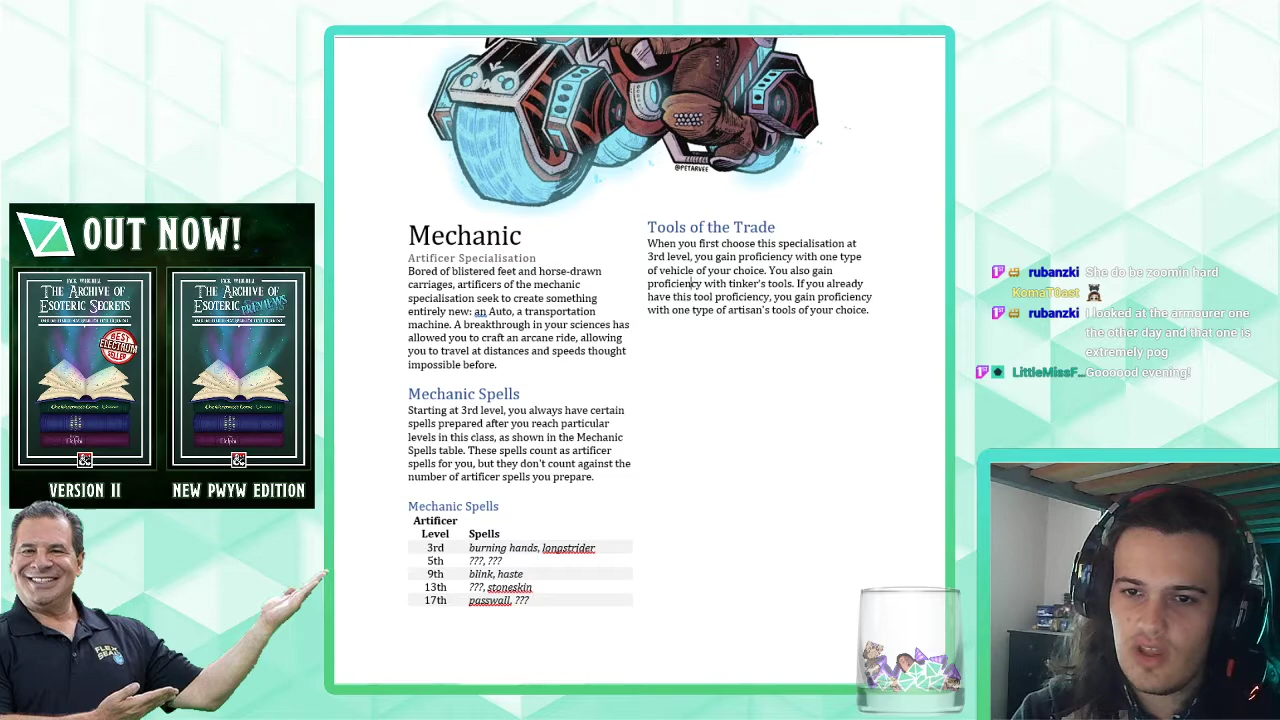 @PETARVEE
OUT NOW!
THE ARCHIVE
OF ESOTERIC SECRETS
BEST
ELECTRUM
SELLER
THE ARCHIVE
OF ESOTERIC PREVIEWS
VERSION II
NEW PWYW EDITION
Mechanic
Artificer Specialisation
Bored of blistered feet and horse-drawn
carriages, artificers of the mechanic
specialisation seek to create something
entirely new: an Auto, a transportation
machine. A breakthrough in your sciences has
allowed you to craft an arcane ride, allowing
you to travel at distances and speeds thought
impossible before.
Mechanic Spells
Starting at 3rd level, you always have certain
spells prepared after you reach particular
levels in this class, as shown in the Mechanic
Spells table. These spells count as artificer
spells for you, but they don't count against the
number of artificer spells you prepare.
Mechanic Spells
Artificer
Level Spells
3rd burning hands, longstrider
5th ???, ???
9th blink, haste
13th ???, stoneskin
17th passwall, ???
Tools of the Trade
When you first choose this specialisation at
3rd level, you gain proficiency with one type
of vehicle of your choice. You also gain
proficiency with tinker's tools. If you already
have this tool proficiency, you gain proficiency
with one type of artisan's tools of your choice.
rubanzki She do be zoomin hard
KomaT0ast
rubanzki I looked at the armourer one
the other day and that one is
extremely pog
LittleMissF... Goooood evening!